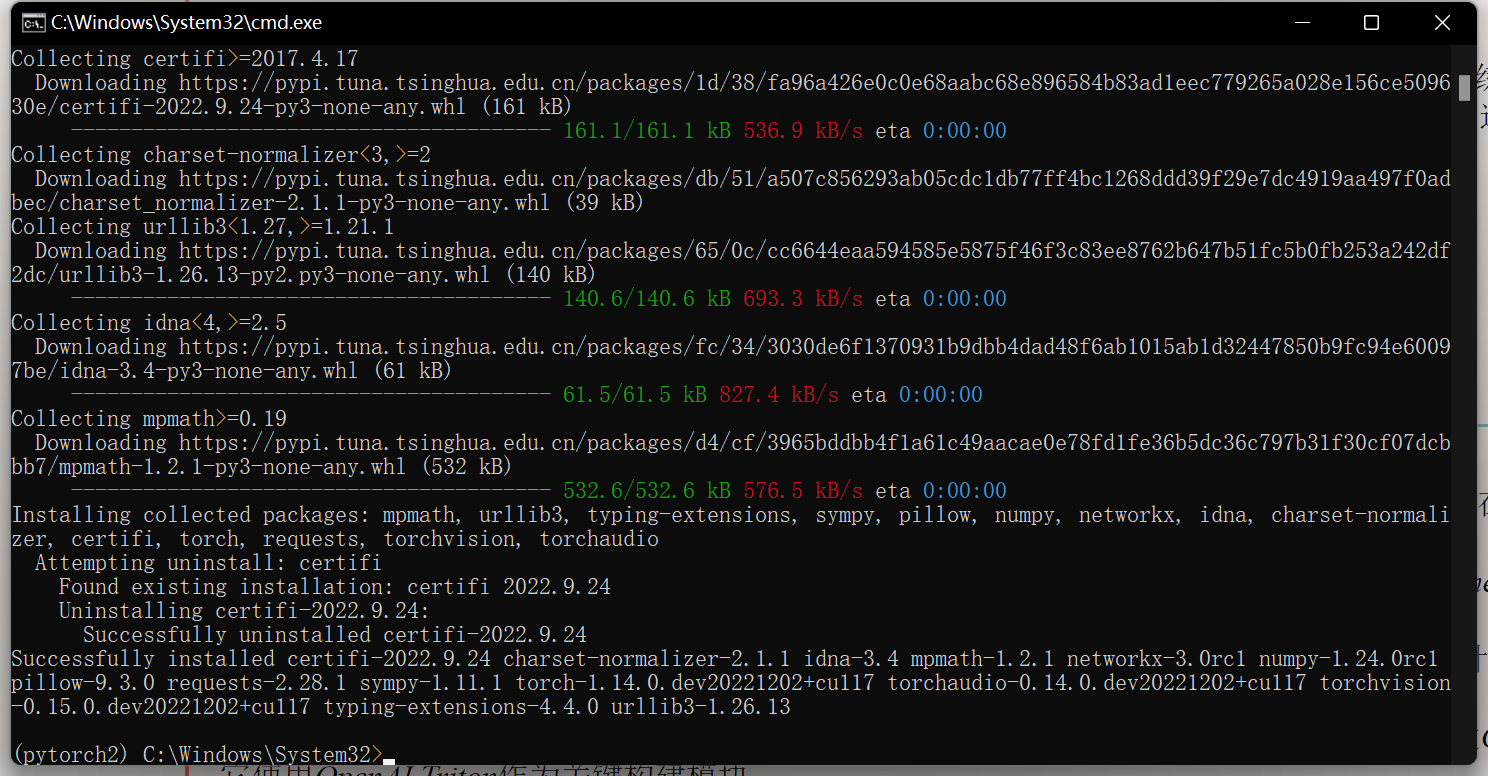 C:\Windows\System32\cmd.exe
Collecting certifi>=2017.4.17
Downloading https://pypi.tuna.tsinghua.edu.cn/packages/1d/38/fa96a426e0c0e68aabc68e896584b83ad1eec779265a028e156ce5096
30e/certifi-2022.9.24-py3-none-any.whl (161 kB)
---------------------------------------- 161.1/161.1 kB 536.9 kB/s eta 0:00:00
Collecting charset-normalizer<3,>=2
Downloading https://pypi.tuna.tsinghua.edu.cn/packages/db/51/a507c856293ab05cdc1db77ff4bc1268ddd39f29e7dc4919aa497f0ad
bec/charset_normalizer-2.1.1-py3-none-any.whl (39 kB)
Collecting urllib3<1.27,>=1.21.1
Downloading https://pypi.tuna.tsinghua.edu.cn/packages/65/0c/cc6644eaa594585e5875f46f3c83ee8762b647b51fc5b0fb253a242df
2dc/urllib3-1.26.13-py2.py3-none-any.whl (140 kB)
---------------------------------------- 140.6/140.6 kB 693.3 kB/s eta 0:00:00
Collecting idna<4,>=2.5
Downloading https://pypi.tuna.tsinghua.edu.cn/packages/fc/34/3030de6f1370931b9dbb4dad48f6ab1015ab1d32447850b9fc94e6009
7be/idna-3.4-py3-none-any.whl (61 kB)
---------------------------------------- 61.5/61.5 kB 827.4 kB/s eta 0:00:00
Collecting mpmath>=0.19
Downloading https://pypi.tuna.tsinghua.edu.cn/packages/d4/cf/3965bddbb4f1a61c49aacae0e78fd1fe36b5dc36c797b31f30cf07dcb
bb7/mpmath-1.2.1-py3-none-any.whl (532 kB)
---------------------------------------- 532.6/532.6 kB 576.5 kB/s eta 0:00:00
Installing collected packages: mpmath, urllib3, typing-extensions, sympy, pillow, numpy, networkx, idna, charset-normali
zer, certifi, torch, requests, torchvision, torchaudio
Attempting uninstall: certifi
Found existing installation: certifi 2022.9.24
Uninstalling certifi-2022.9.24:
Successfully uninstalled certifi-2022.9.24
Successfully installed certifi-2022.9.24 charset-normalizer-2.1.1 idna-3.4 mpmath-1.2.1 networkx-3.0rc1 numpy-1.24.0rc1
pillow-9.3.0 requests-2.28.1 sympy-1.11.1 torch-1.14.0.dev20221202+cu117 torchaudio-0.14.0.dev20221202+cu117 torchvision
-0.15.0.dev20221202+cu117 typing-extensions-4.4.0 urllib3-1.26.13
(pytorch2) C:\Windows\System32>